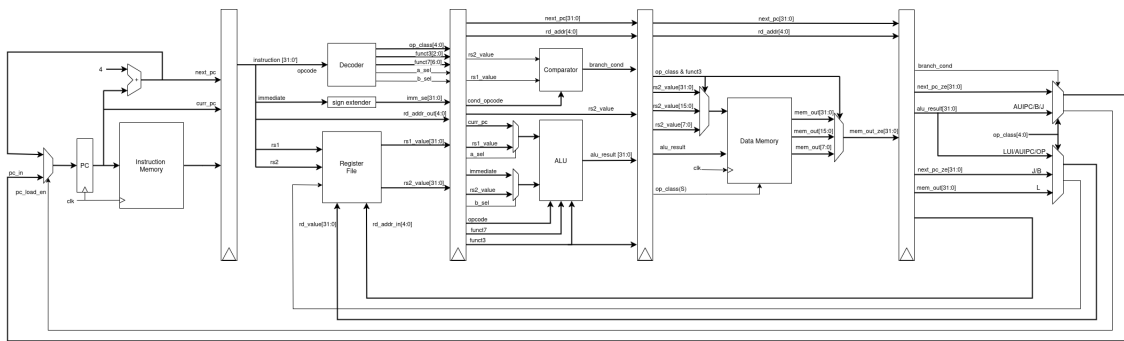 4
+
next_pc
curr_pc
PC
Instruction
Memory
pc_in
pc_load_en
clk
instruction [31:0']
opcode
Decoder
op_class[4:0]
funct3[2:0]
funct7[6:0]
a_sel
b_sel
immediate
sign extender
imm_se[31:0]
rd_addr_out[4:0]
rs1
rs2
Register
File
rs1_value[31:0]
rs2_value[31:0]
rd_value[31:0]
rd_addr_in[4:0]
next_pc[31:0]
rd_addr[4:0]
rs2_value
rs1_value
Comparator
branch_cond
cond_opcode
rs2_value
curr_pc
rs1_value
a_sel
ALU
alu_result [31:0]
immediate
rs2_value
b_sel
opcode
funct7
funct3
next_pc[31:0]
rd_addr[4:0]
op_class & funct3
rs2_value[31:0]
rs2_value[15:0]
rs2_value[7:0]
alu_result
clk
op_class(S)
Data Memory
mem_out[31:0]
mem_out[15:0]
mem_out[7:0]
mem_out_ze[31:0]
branch_cond
next_pc_ze[31:0]
alu_result[31:0]
AUIPC/B/J
op_class[4:0]
LUI/AUIPC/OP
next_pc_ze[31:0]
J/B
mem_out[31:0]
L